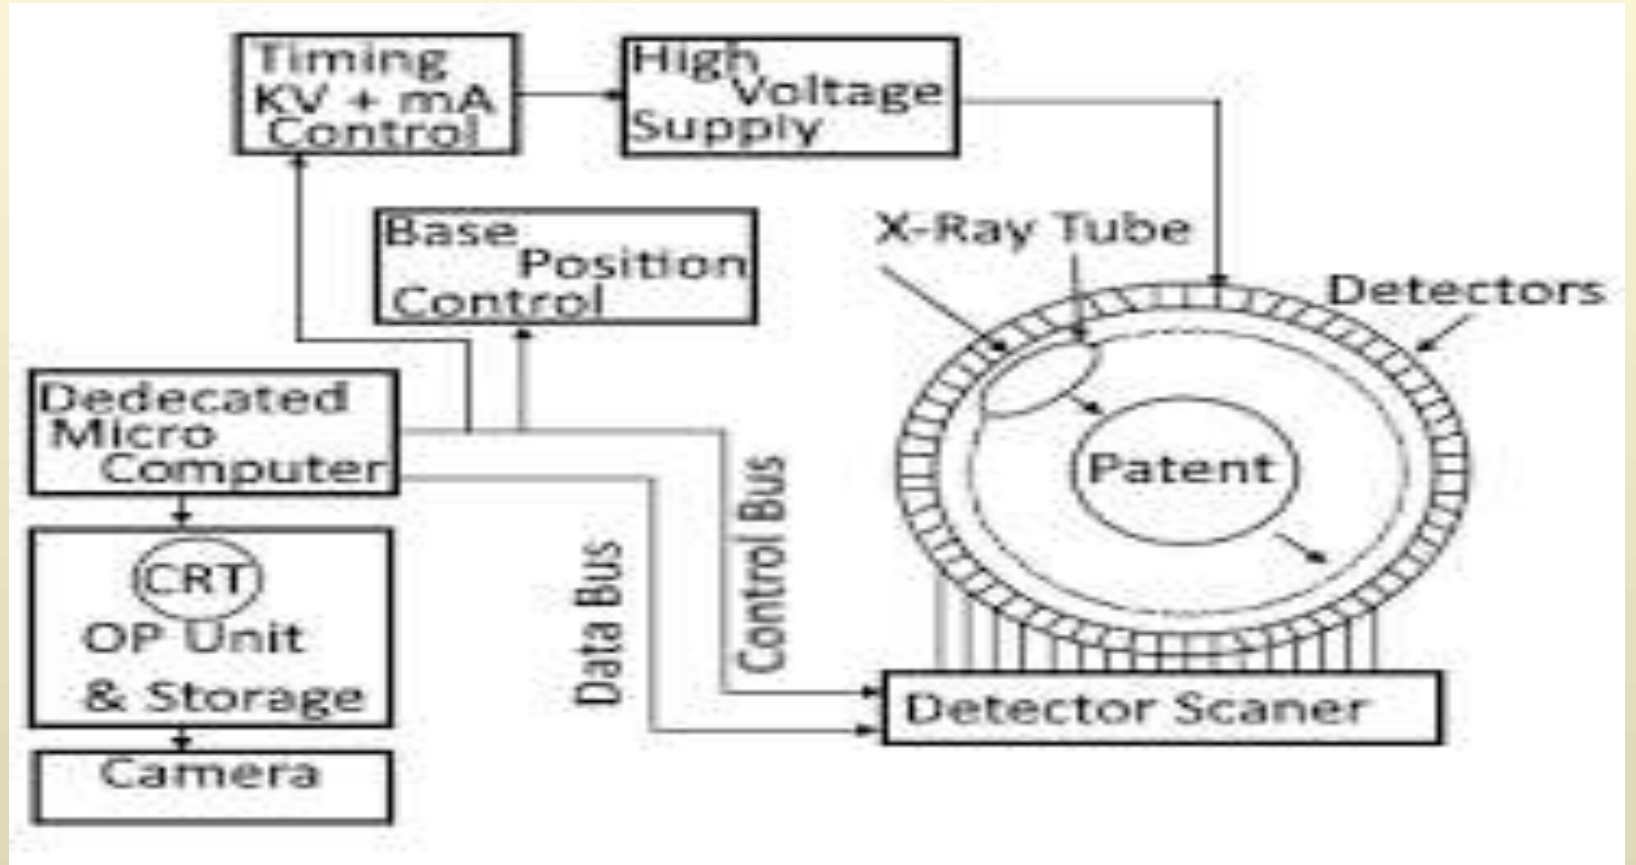 Timing
KV + mA
Control
High
Voltage
Supply
Base
Position
Control
X-Ray Tube
Detectors
Dedecated
Micro
Computer
Patent
CRT
OP Unit
& Storage
Data Bus
Control Bus
Detector Scaner
Camera